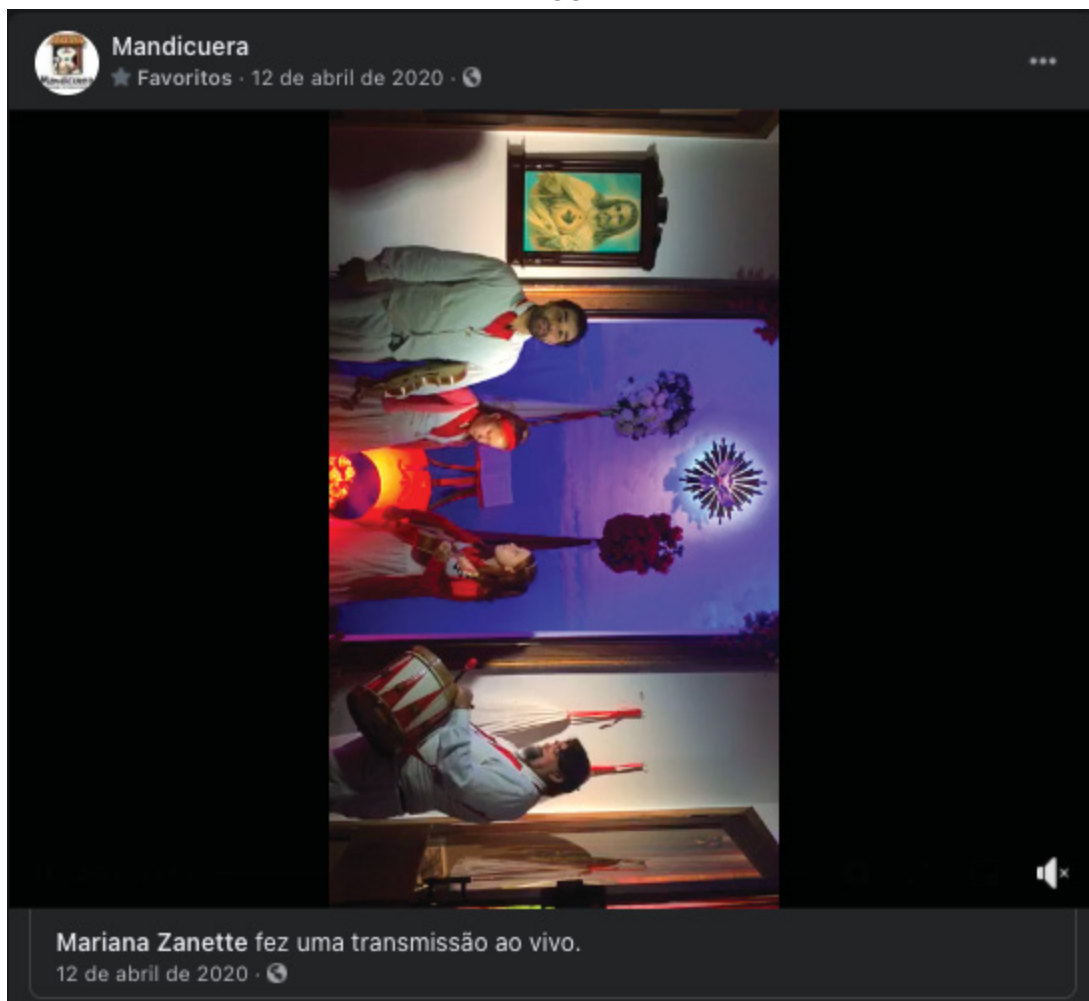 Mandicuera
Favoritos · 12 de abril de 2020 ·
Mandicuera
Mariana Zanette fez uma transmissão ao vivo.
12 de abril de 2020 ·